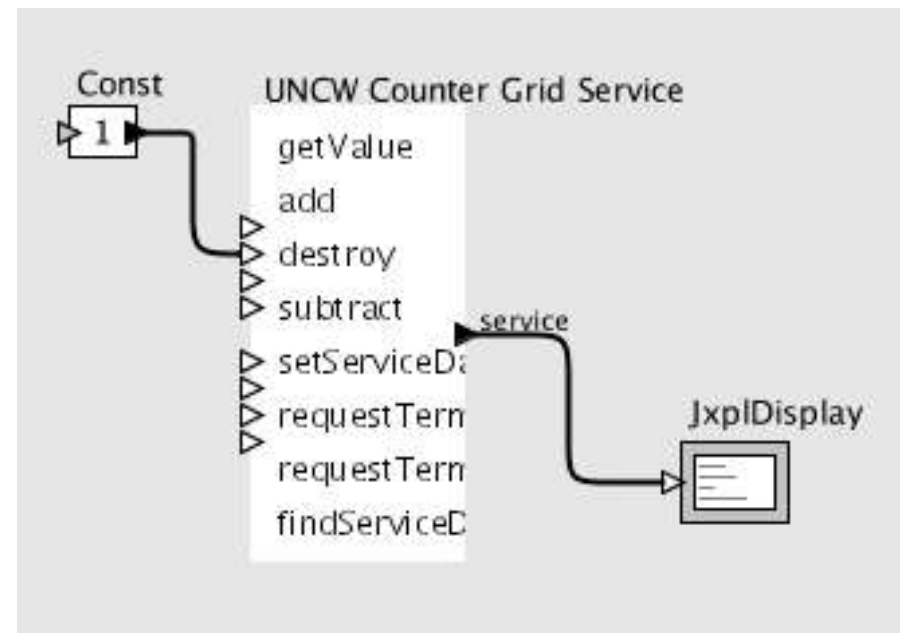 Const
1
UNCW Counter Grid Service
getValue
add
destroy
subtract
setServiceDa
requestTerm
requestTerm
findServiceD
service
JxplDisplay